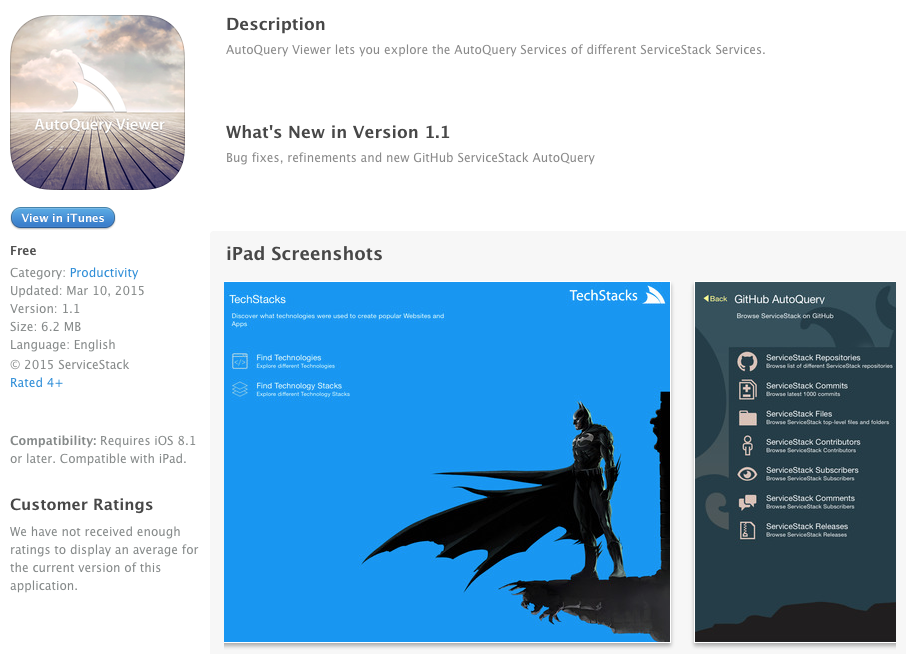 AutoQuery Viewer
View in iTunes
Free
Category: Productivity
Updated: Mar 10, 2015
Version: 1.1
Size: 6.2 MB
Language: English
© 2015 ServiceStack
Rated 4+
Compatibility: Requires iOS 8.1
or later. Compatible with iPad.
Customer Ratings
We have not received enough
ratings to display an average for
the current version of this
application.
Description
AutoQuery Viewer lets you explore the AutoQuery Services of different ServiceStack Services.
What's New in Version 1.1
Bug fixes, refinements and new GitHub ServiceStack AutoQuery
iPad Screenshots
TechStacks
TechStacks
Discover what technologies were used to create popular Websites and
Apps
Find Technologies
Explore different Technologies
Find Technology Stacks
Explore different Technology Stacks
Back GitHub AutoQuery
Browse ServiceStack on GitHub
ServiceStack Repositories
Browse list of different ServiceStack repositories
ServiceStack Commits
Browse latest 1000 commits
ServiceStack Files
Browse ServiceStack top-level files and folders
ServiceStack Contributors
Browse ServiceStack Contributors
ServiceStack Subscribers
Browse ServiceStack Subscribers
ServiceStack Comments
Browse ServiceStack Subscribers
ServiceStack Releases
Browse ServiceStack Releases